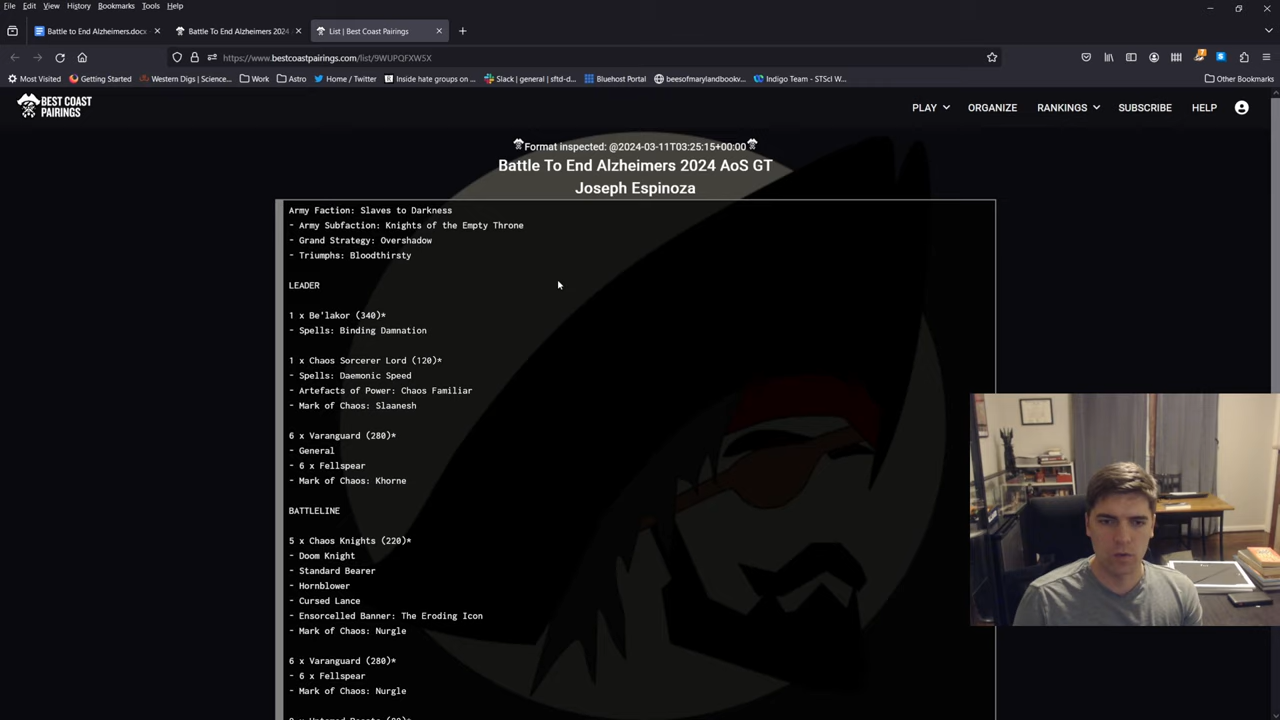 File Edit View History Bookmarks Tools Help
Battle to End Alzheimers.docx
Battle To End Alzheimers 2024
List | Best Coast Pairings
https://www.bestcoastpairings.com/list/9WUPQFXW5X
Most Visited
Getting Started
Western Digs | Science...
Work
Astro
Home / Twitter
Inside hate groups on ...
Slack | general | sftd-d...
Bluehost Portal
beesofmarylandbookv...
Indigo Team - STScI W...
Other Bookmarks
BEST COAST
PAIRINGS
PLAY
ORGANIZE
RANKINGS
SUBSCRIBE
HELP
Format inspected: @2024-03-11T03:25:15+00:00
Battle To End Alzheimers 2024 AoS GT
Joseph Espinoza
Army Faction: Slaves to Darkness
- Army Subfaction: Knights of the Empty Throne
- Grand Strategy: Overshadow
- Triumphs: Bloodthirsty
LEADER
1 x Be'lakor (340)*
- Spells: Binding Damnation
1 x Chaos Sorcerer Lord (120)*
- Spells: Daemonic Speed
- Artefacts of Power: Chaos Familiar
- Mark of Chaos: Slaanesh
6 x Varanguard (280)*
- General
- 6 x Fellspear
- Mark of Chaos: Khorne
BATTLELINE
5 x Chaos Knights (220)*
- Doom Knight
- Standard Bearer
- Hornblower
- Cursed Lance
- Ensorcelled Banner: The Eroding Icon
- Mark of Chaos: Nurgle
6 x Varanguard (280)*
- 6 x Fellspear
- Mark of Chaos: Nurgle